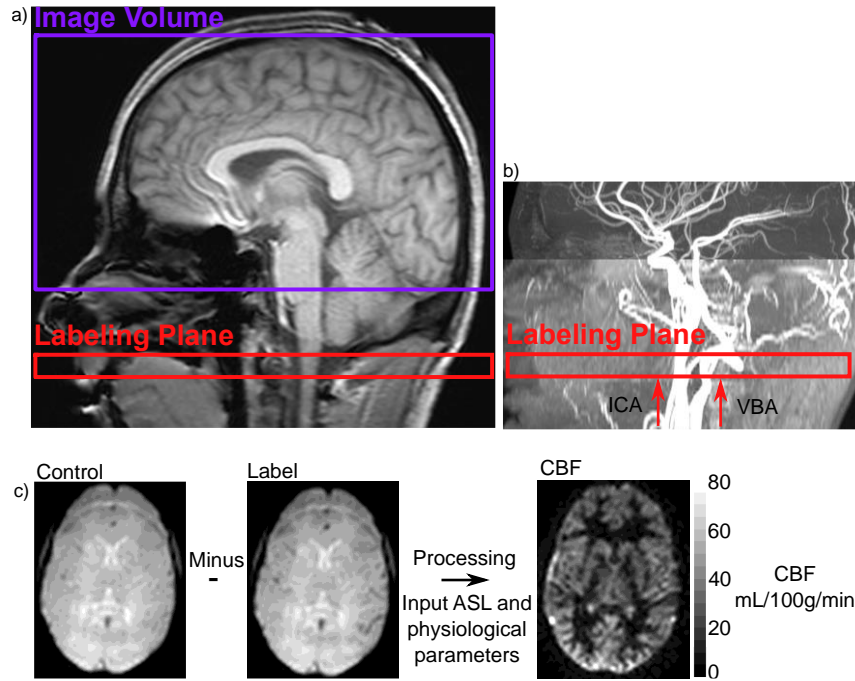 a)
Image Volume
Labeling Plane
b)
Labeling Plane
ICA
VBA
c)
Control
Minus
-
Label
Processing
Input ASL and
physiological
parameters
CBF
80
60
40
20
0
CBF
mL/100g/min